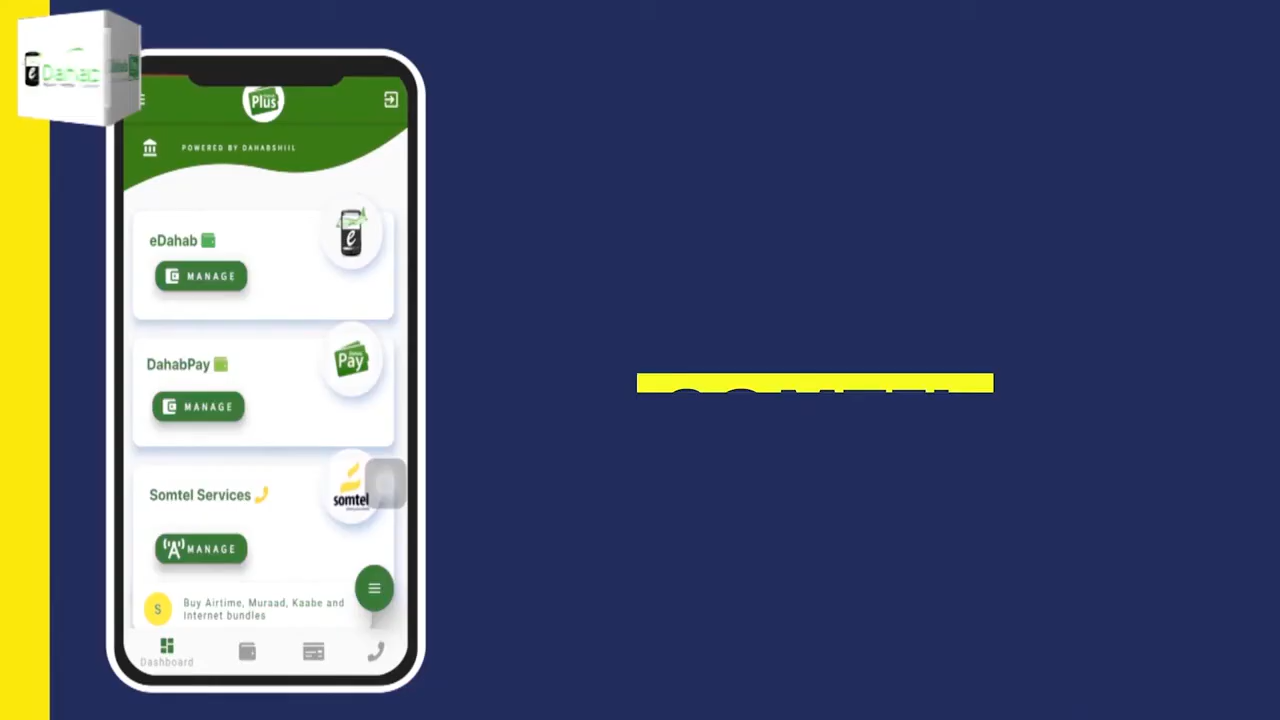 eDahab
Plus
POWERED BY DAHABSHIIL
eDahab
MANAGE
DahabPay
Pay
MANAGE
Somtel Services
somtel
MANAGE
S
Buy Airtime, Muraad, Kaabe and
Internet bundles
Dashboard